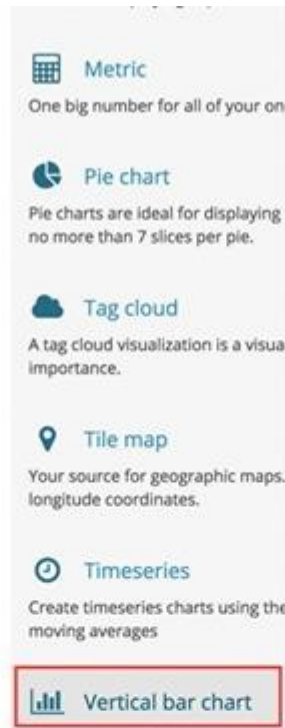 Metric
One big number for all of your on
Pie chart
Pie charts are ideal for displaying
no more than 7 slices per pie.
Tag cloud
A tag cloud visualization is a visua
importance.
Tile map
Your source for geographic maps.
longitude coordinates.
Timeseries
Create timeseries charts using the
moving averages
Vertical bar chart